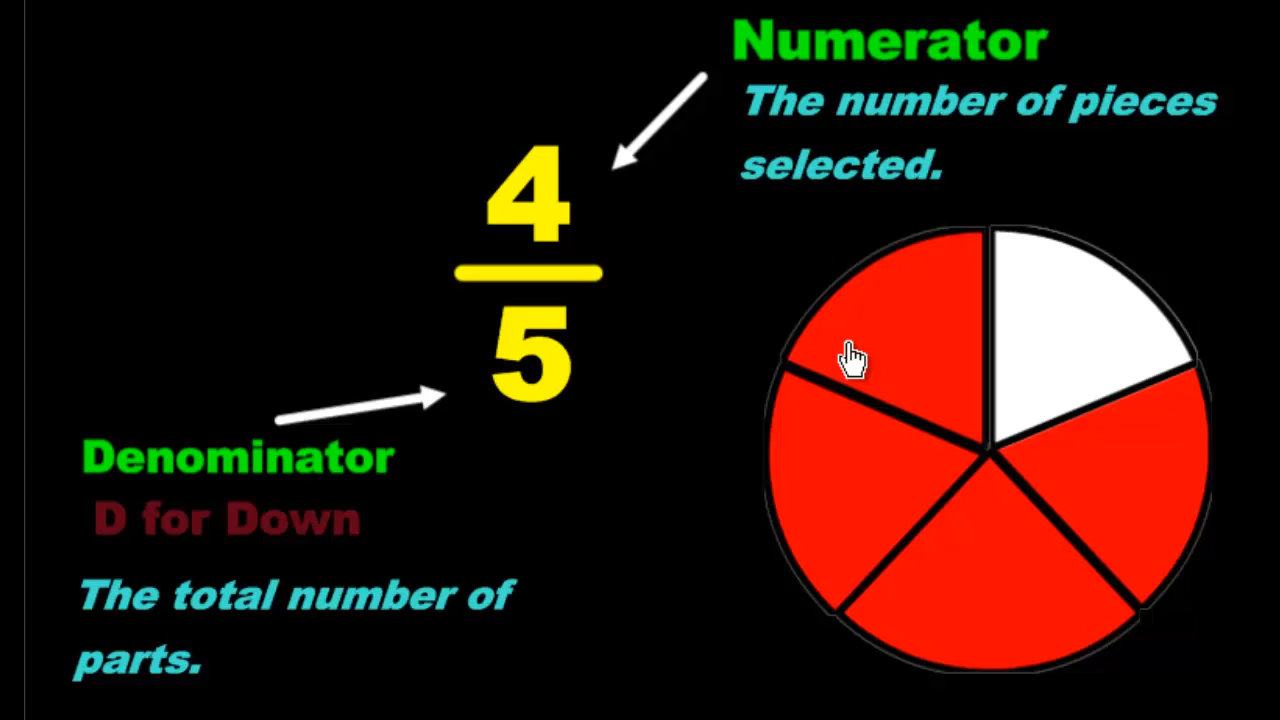 Numerator
The number of pieces
selected.
4
5
Denominator
D for Down
The total number of
parts.